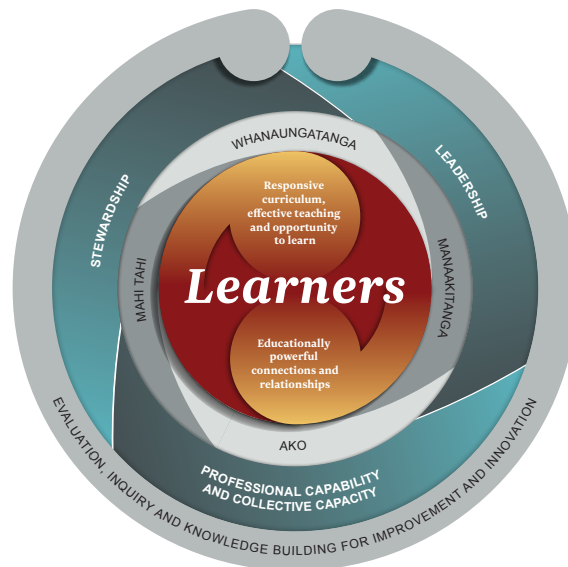 WHANAUNGATANGA
LEADERSHIP
STEWARDSHIP
Responsive
curriculum,
effective teaching
and opportunity
to learn
MANAAKITANGA
MAHI TAHI
Learners
Educationally
powerful
connections and
relationships
AKO
PROFESSIONAL CAPABILITY
AND COLLECTIVE CAPACITY
EVALUATION, INQUIRY AND KNOWLEDGE BUILDING FOR IMPROVEMENT AND INNOVATION